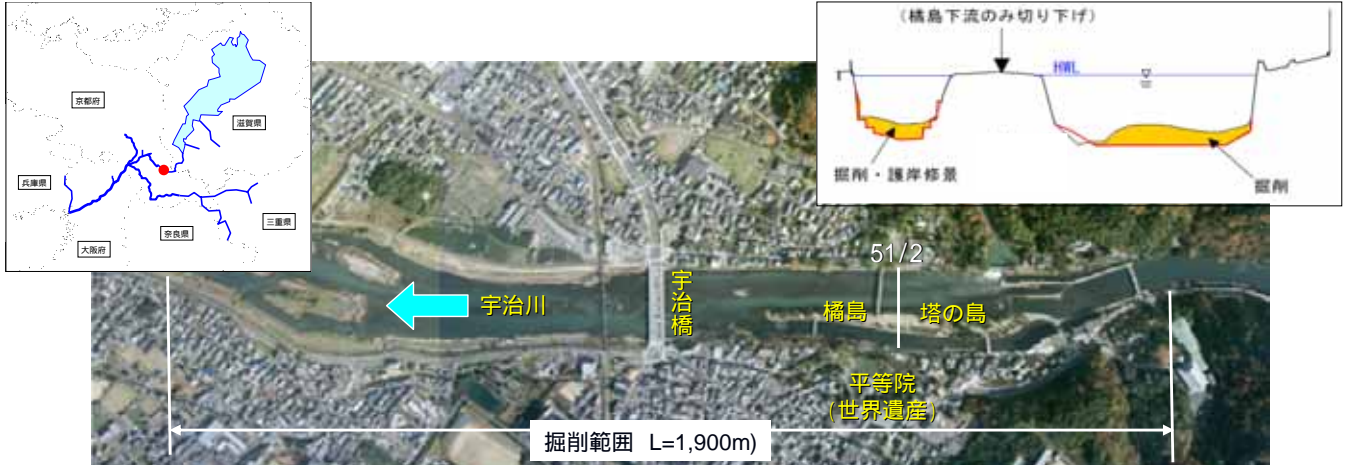 京都府
滋賀県
兵庫県
三重県
奈良県
大阪府
(橘島下流のみ切り下げ)
HWL
掘削・護岸修景
掘削
51/2
宇治川
宇治橋
橘島
塔の島
平等院
(世界遺産)
掘削範囲 L=1,900m)